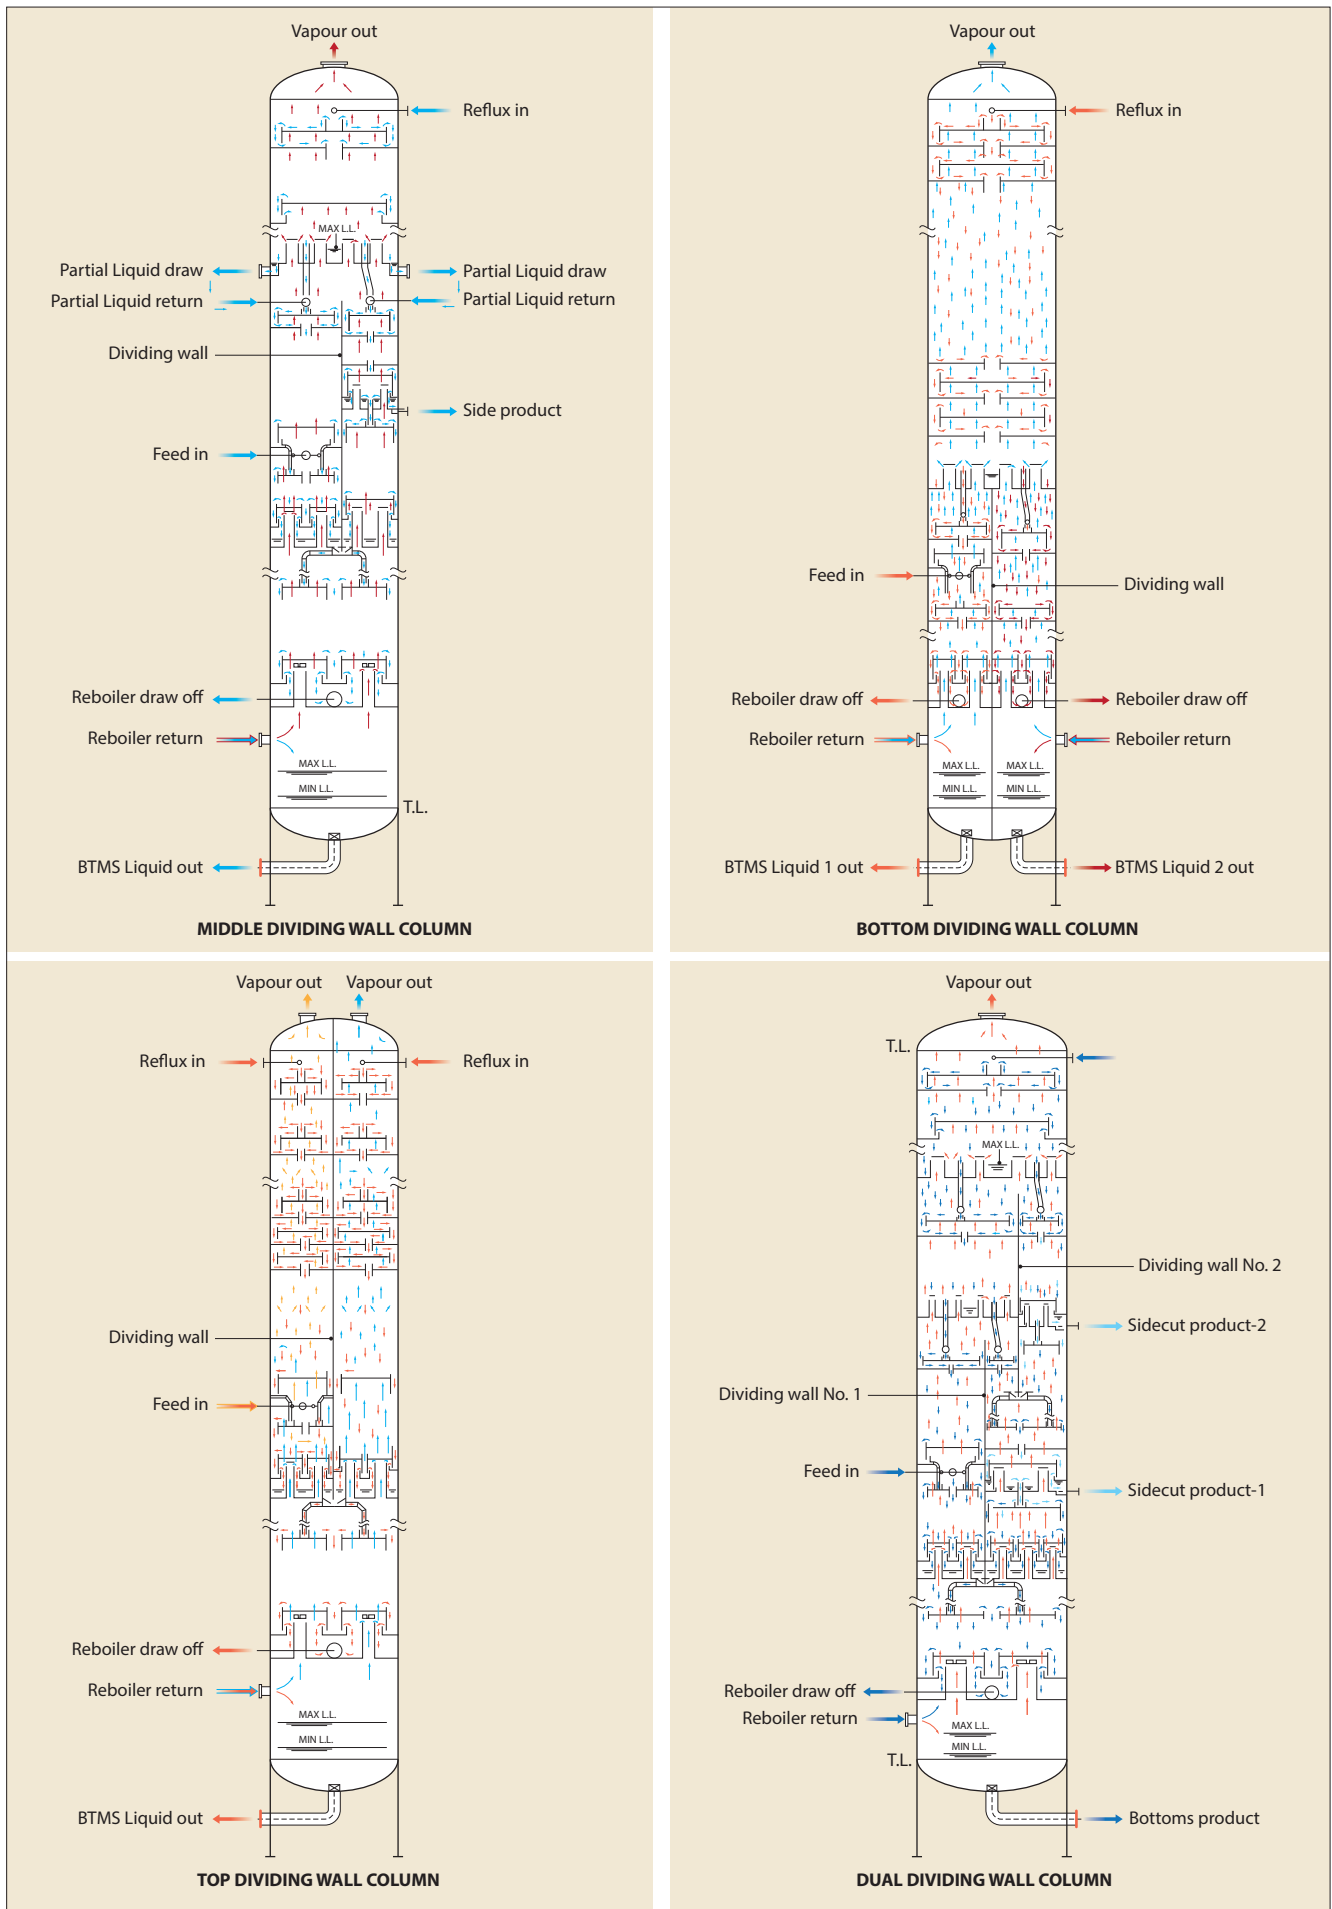 Vapour out
Reflux in
MAX L.L.
Partial Liquid draw
Partial Liquid draw
Partial Liquid return
Partial Liquid return
Dividing wall
Side product
Feed in
Reboiler draw off
Reboiler return
MAX L.L.
MIN L.L.
T.L.
BTMS Liquid out
MIDDLE DIVIDING WALL COLUMN
Vapour out
Reflux in
Feed in
Dividing wall
Reboiler draw off
Reboiler draw off
Reboiler return
Reboiler return
MAX L.L.
MAX L.L.
MIN L.L.
MIN L.L.
BTMS Liquid 1 out
BTMS Liquid 2 out
BOTTOM DIVIDING WALL COLUMN
Vapour out
Vapour out
Reflux in
Reflux in
Dividing wall
Feed in
Reboiler draw off
Reboiler return
MAX L.L.
MIN L.L.
BTMS Liquid out
TOP DIVIDING WALL COLUMN
Vapour out
T.L.
MAX L.L.
Dividing wall No. 2
Sidecut product-2
Dividing wall No. 1
Feed in
Sidecut product-1
Reboiler draw off
Reboiler return
MAX L.L.
MIN L.L.
T.L.
Bottoms product
DUAL DIVIDING WALL COLUMN